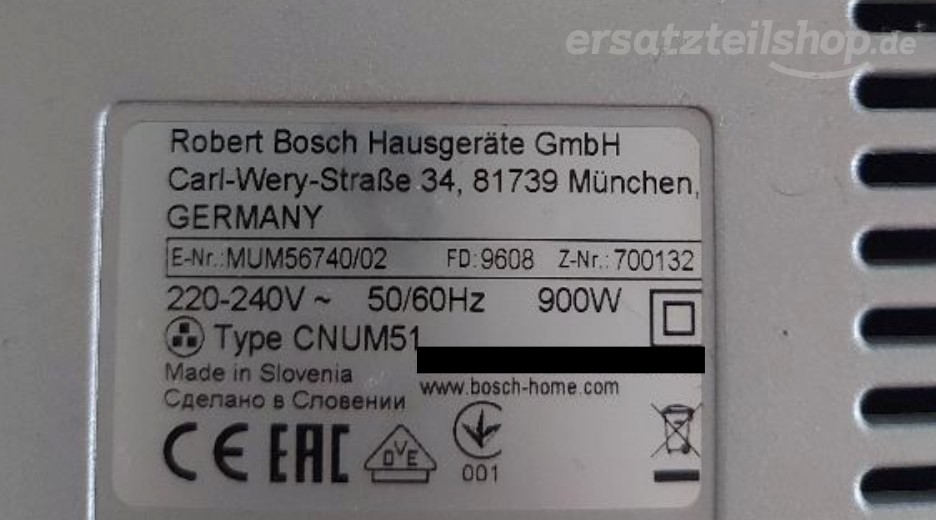 ersatzteilshop.de
Robert Bosch Hausgeräte GmbH
Carl-Wery-Straße 34, 81739 München,
GERMANY
E-Nr.:MUM56740/02 FD:9608 Z-Nr.:700132
220-240V ~ 50/60Hz 900W
Type CNUM51
Made in Slovenia
www.bosch-home.com
Сделано в Словении
CE EAC DVE
001